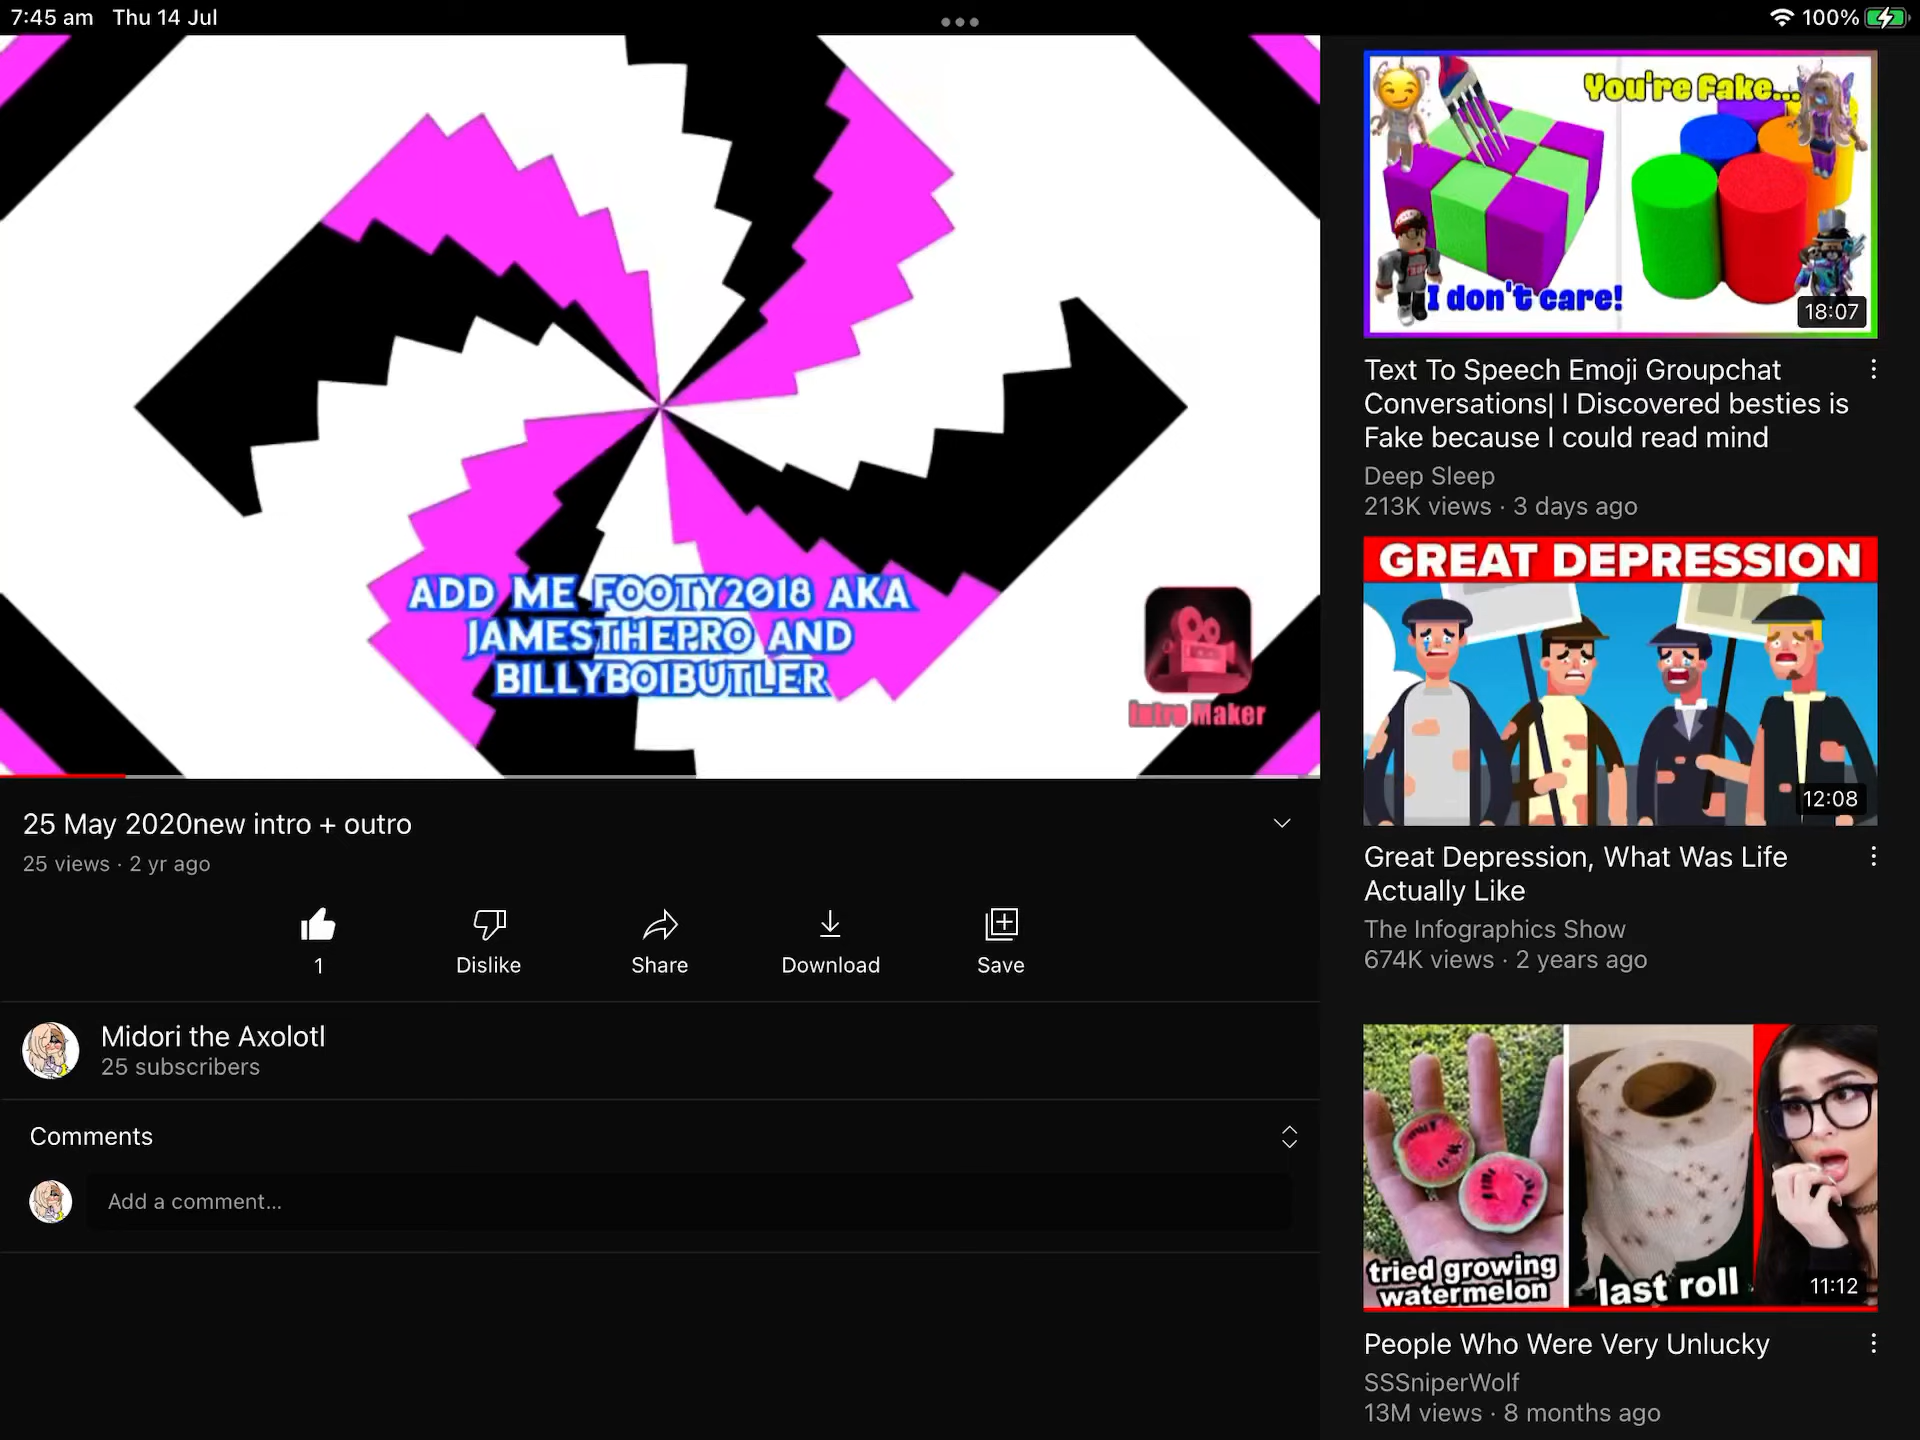 7:45 am Thu 14 Jul
100%
ADD ME FOOTY2018 AKA
JAMESTHEPRO AND
BILLYBOIBUTLER
Intro Maker
25 May 2020new intro + outro
25 views · 2 yr ago
1
Dislike
Share
Download
Save
Midori the Axolotl
25 subscribers
Comments
Add a comment...
You're Fake...
I don't care!
18:07
Text To Speech Emoji Groupchat
Conversations| I Discovered besties is
Fake because I could read mind
Deep Sleep
213K views · 3 days ago
GREAT DEPRESSION
12:08
Great Depression, What Was Life
Actually Like
The Infographics Show
674K views · 2 years ago
tried growing
watermelon
last roll
11:12
People Who Were Very Unlucky
SSSniperWolf
13M views · 8 months ago